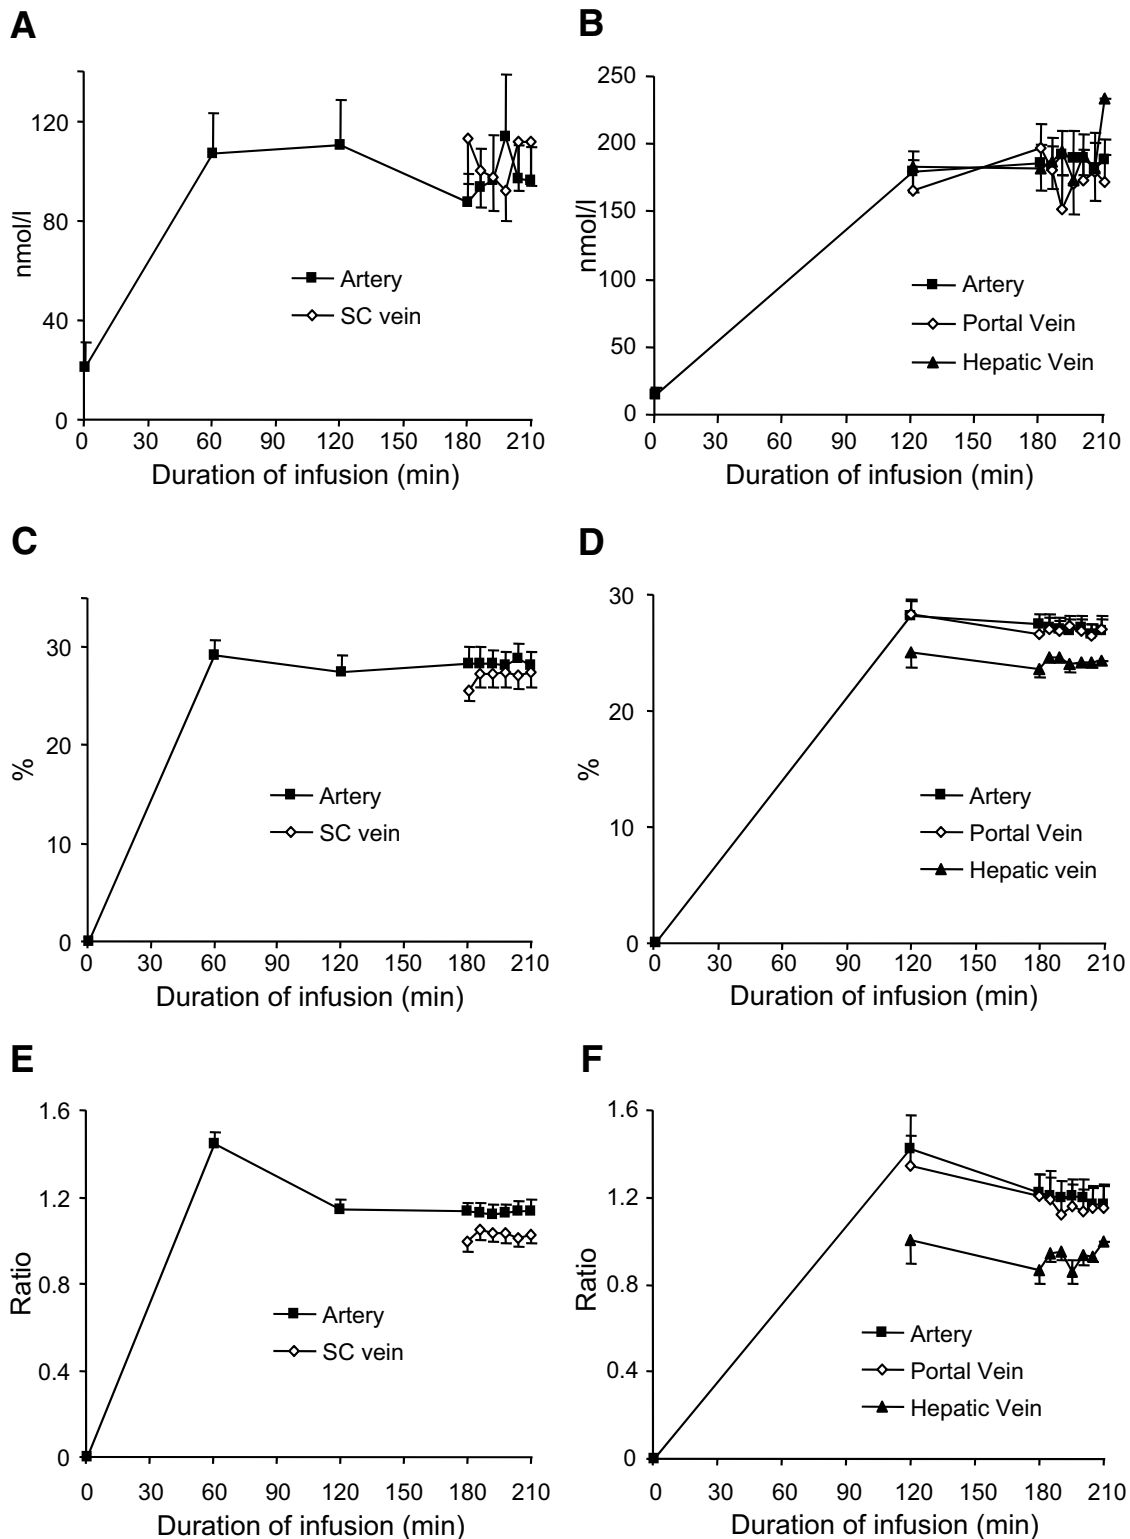 A
120
80
40
0
nmol/l
Artery
SC vein
0 30 60 90 120 150 180 210
Duration of infusion (min)
B
250
200
150
100
50
0
nmol/l
Artery
Portal Vein
Hepatic Vein
0 30 60 90 120 150 180 210
Duration of infusion (min)
C
30
20
10
0
%
Artery
SC vein
0 30 60 90 120 150 180 210
Duration of infusion (min)
D
30
20
10
0
%
Artery
Portal Vein
Hepatic vein
0 30 60 90 120 150 180 210
Duration of infusion (min)
E
1.6
1.2
0.8
0.4
0
Ratio
Artery
SC vein
0 30 60 90 120 150 180 210
Duration of infusion (min)
F
1.6
1.2
0.8
0.4
0
Ratio
Artery
Portal Vein
Hepatic Vein
0 30 60 90 120 150 180 210
Duration of infusion (min)